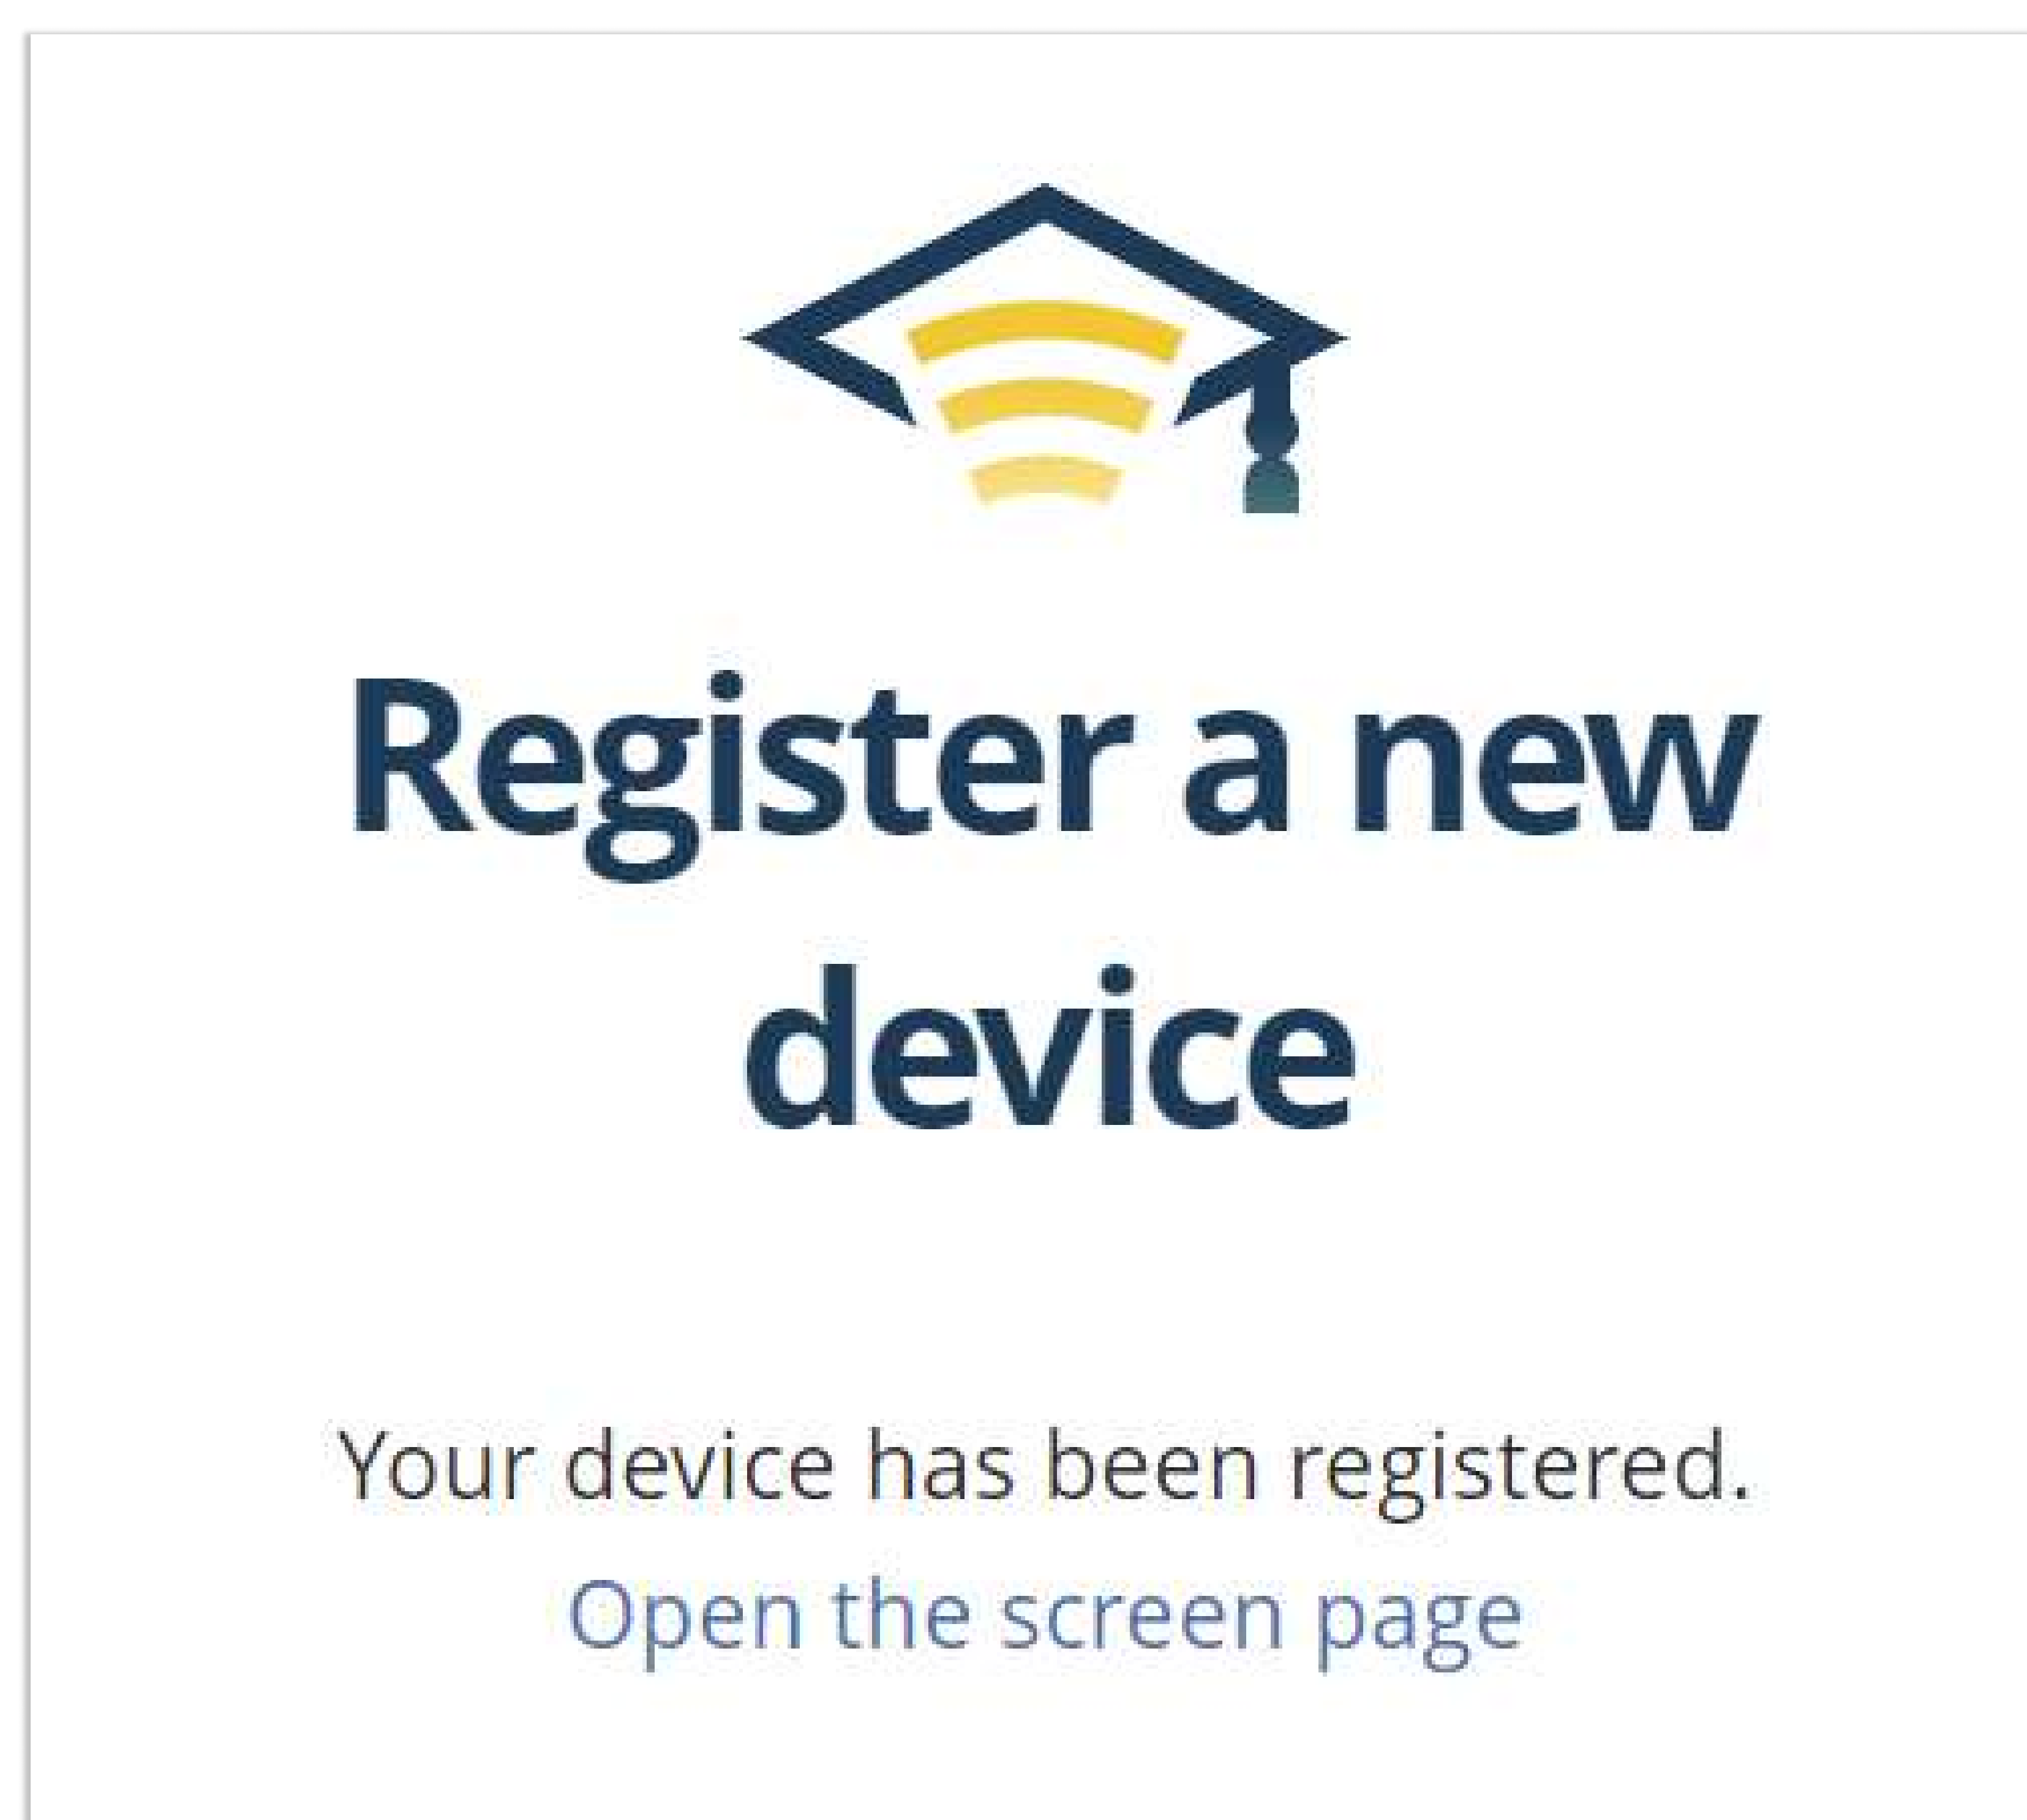 Register a new
device
Your device has been registered.
Open the screen page